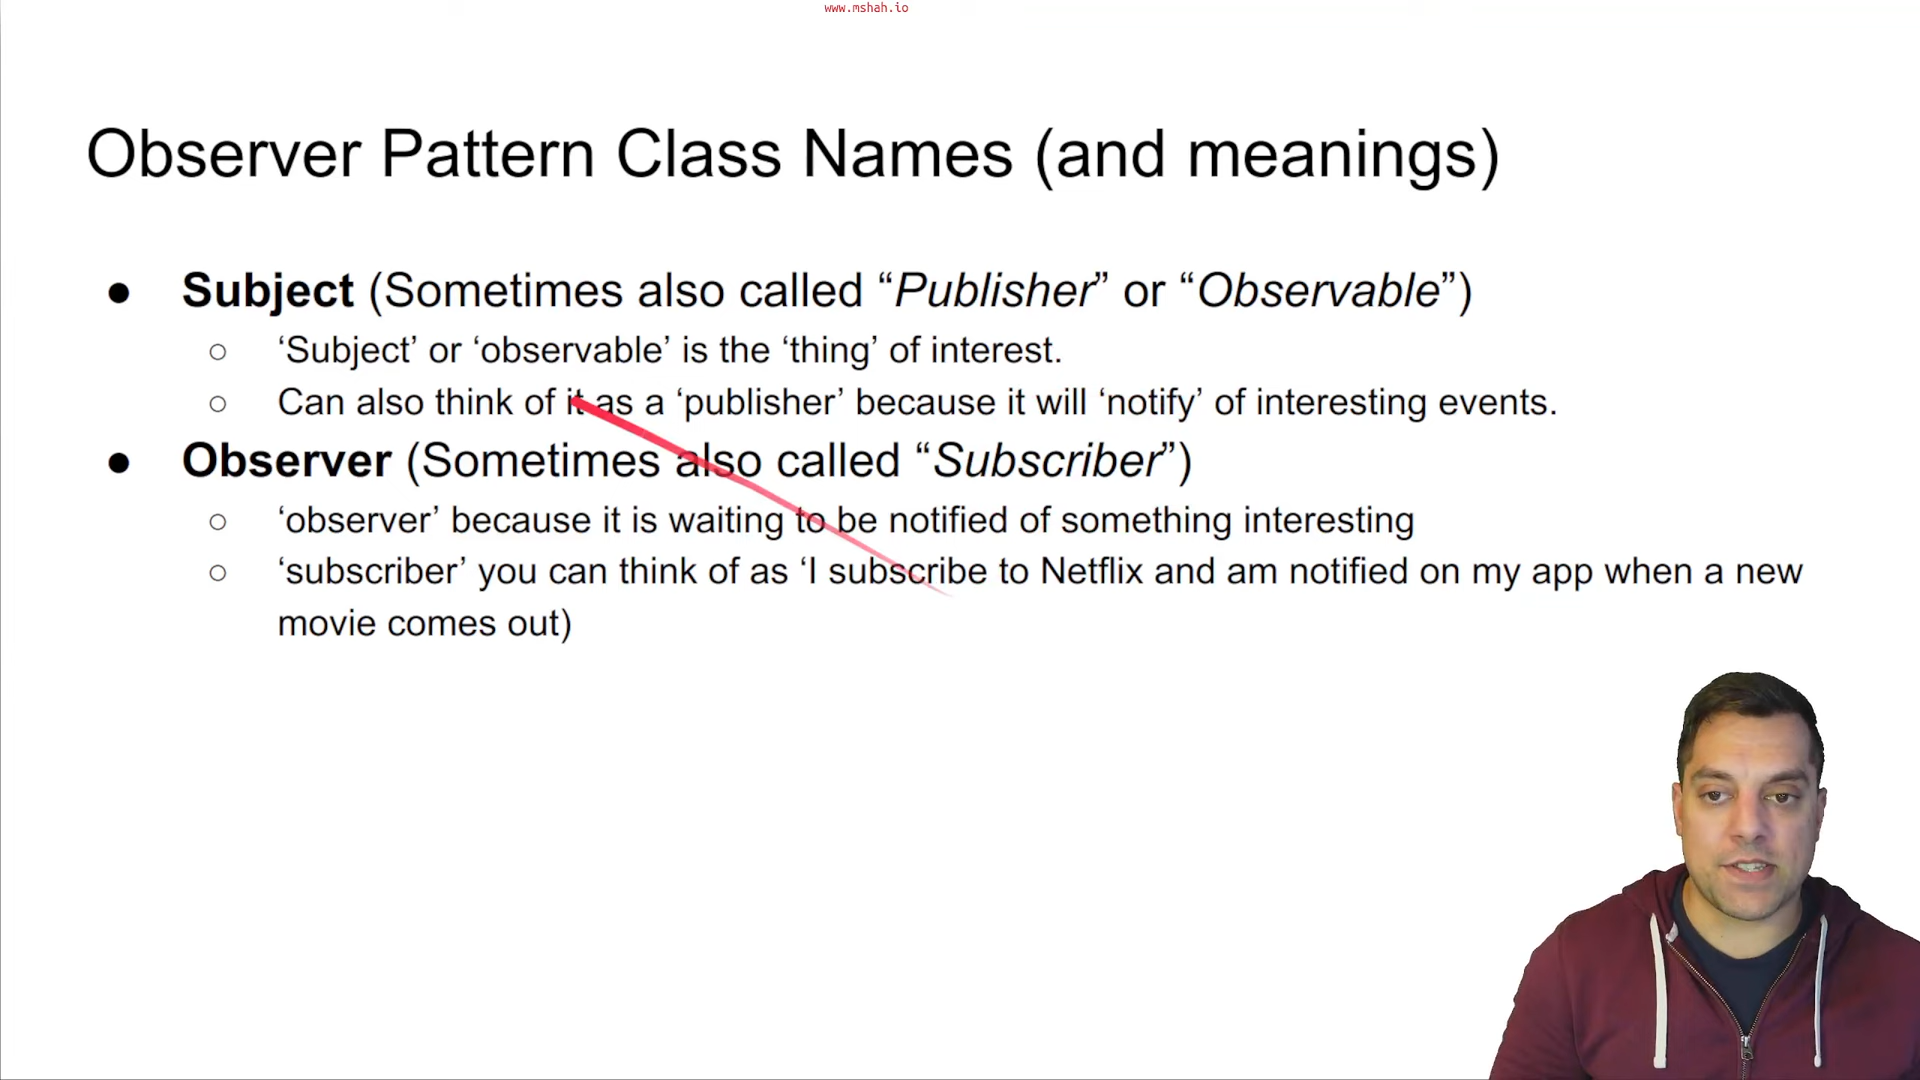 www.mshah.io
Observer Pattern Class Names (and meanings)
● Subject (Sometimes also called “Publisher” or “Observable”)
○ ‘Subject’ or ‘observable’ is the ‘thing’ of interest.
○ Can also think of it as a ‘publisher’ because it will ‘notify’ of interesting events.
● Observer (Sometimes also called “Subscriber”)
○ ‘observer’ because it is waiting to be notified of something interesting
○ ‘subscriber’ you can think of as ‘I subscribe to Netflix and am notified on my app when a new
movie comes out)